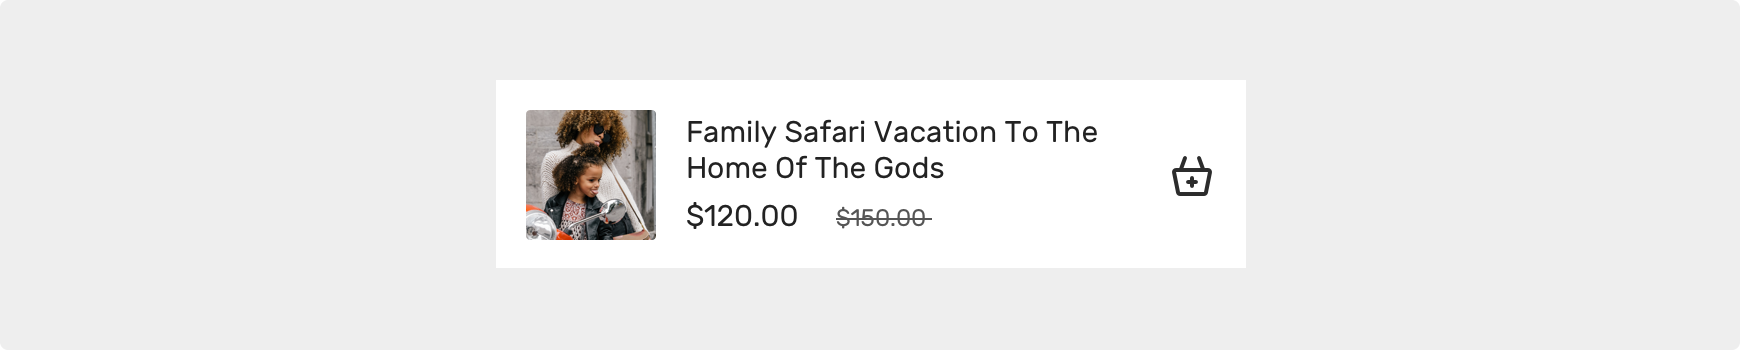 Family Safari Vacation To The
Home Of The Gods
$120.00 $150.00